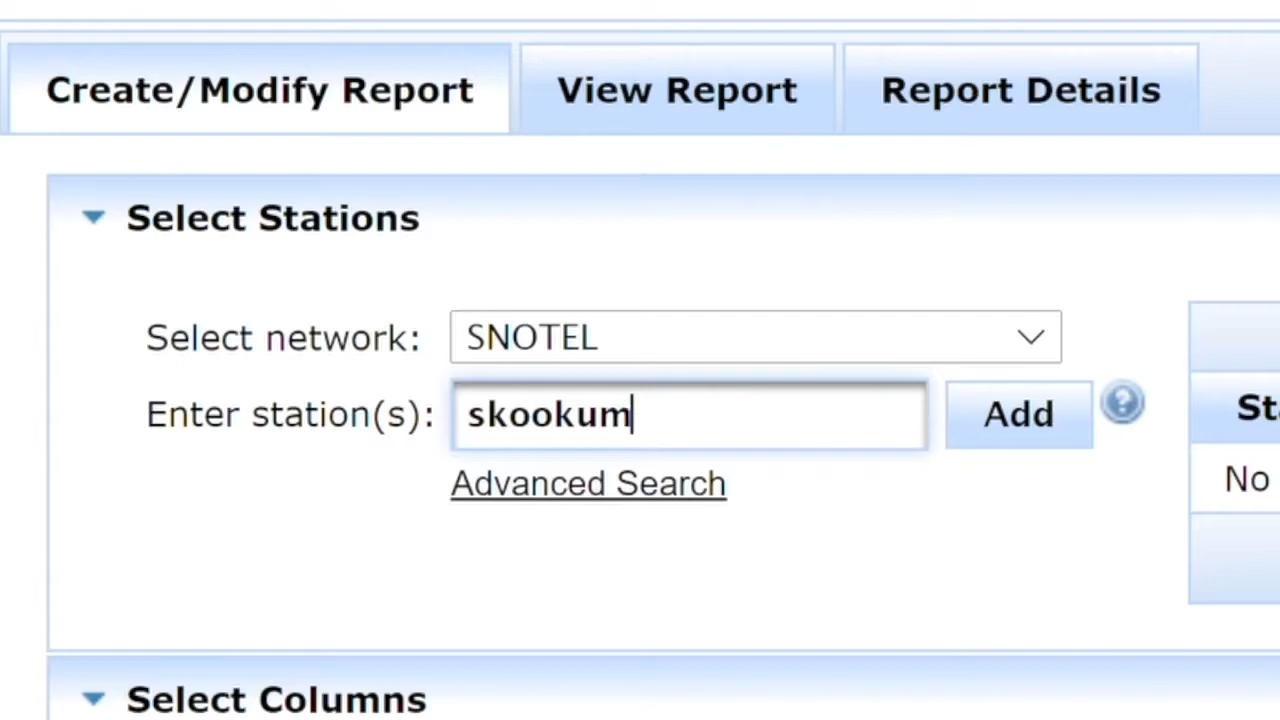 Create/Modify Report View Report Report Details
Select Stations
Select network: SNOTEL
Enter station(s): skookum Add ?
Advanced Search
No
Select Columns